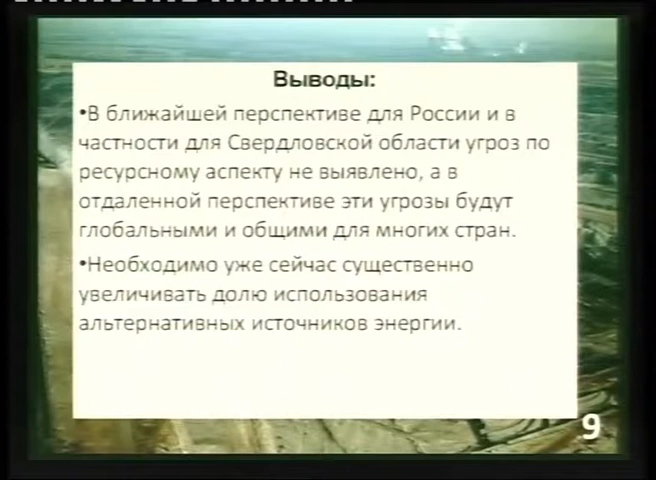 Выводы:
•В ближайшей перспективе для России и в
частности для Свердловской области угроз по
ресурсному аспекту не выявлено, а в
отдаленной перспективе эти угрозы будут
глобальными и общими для многих стран.
•Необходимо уже сейчас существенно
увеличивать долю использования
альтернативных источников энергии.
9